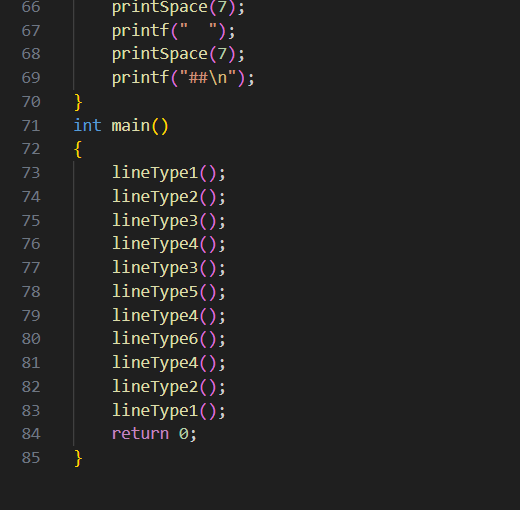 66 printSpace(7);
67 printf("  ");
68 printSpace(7);
69 printf("##\n");
70 }
71 int main()
72 {
73 lineType1();
74 lineType2();
75 lineType3();
76 lineType4();
77 lineType3();
78 lineType5();
79 lineType4();
80 lineType6();
81 lineType4();
82 lineType2();
83 lineType1();
84 return 0;
85 }